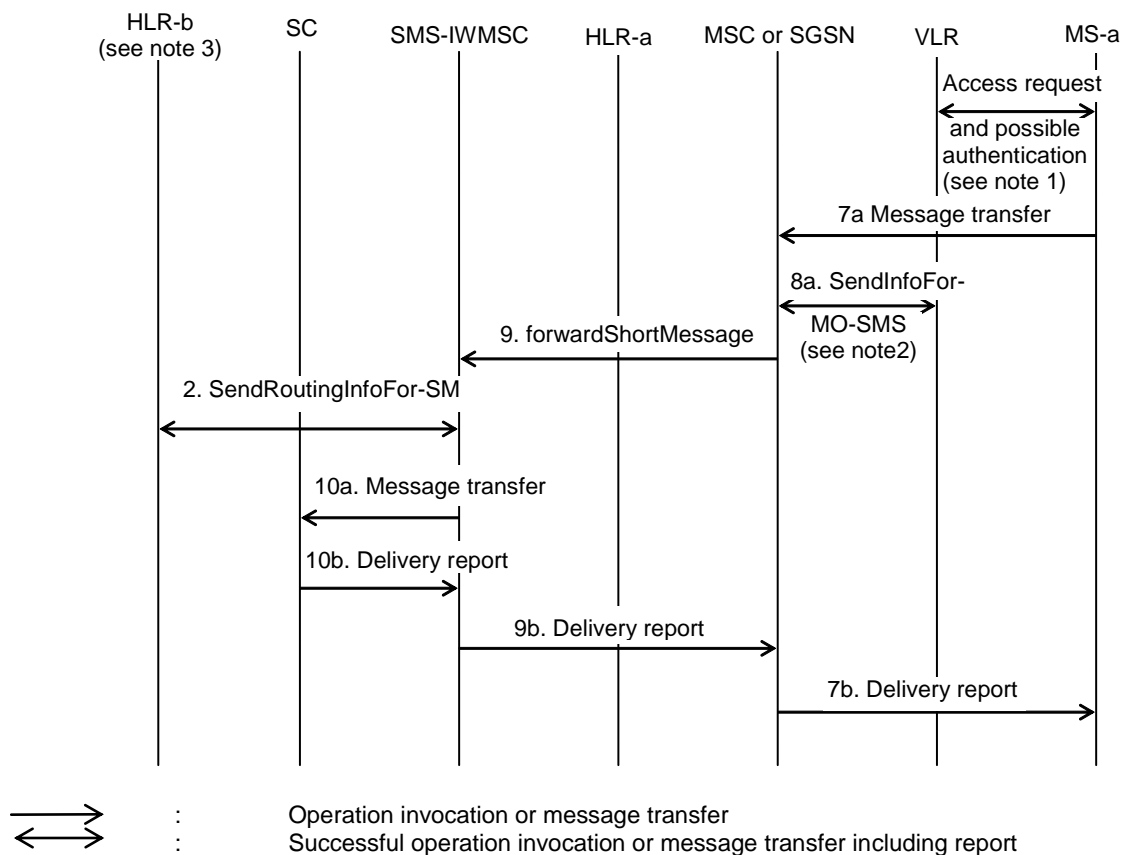 HLR-b
(see note 3)
SC
SMS-IWMSC
HLR-a
MSC or SGSN
VLR
MS-a
Access request
and possible
authentication
(see note 1)
7a Message transfer
8a. SendInfoFor-
MO-SMS
(see note2)
9. forwardShortMessage
2. SendRoutingInfoFor-SM
10a. Message transfer
10b. Delivery report
9b. Delivery report
7b. Delivery report
: Operation invocation or message transfer
: Successful operation invocation or message transfer including report